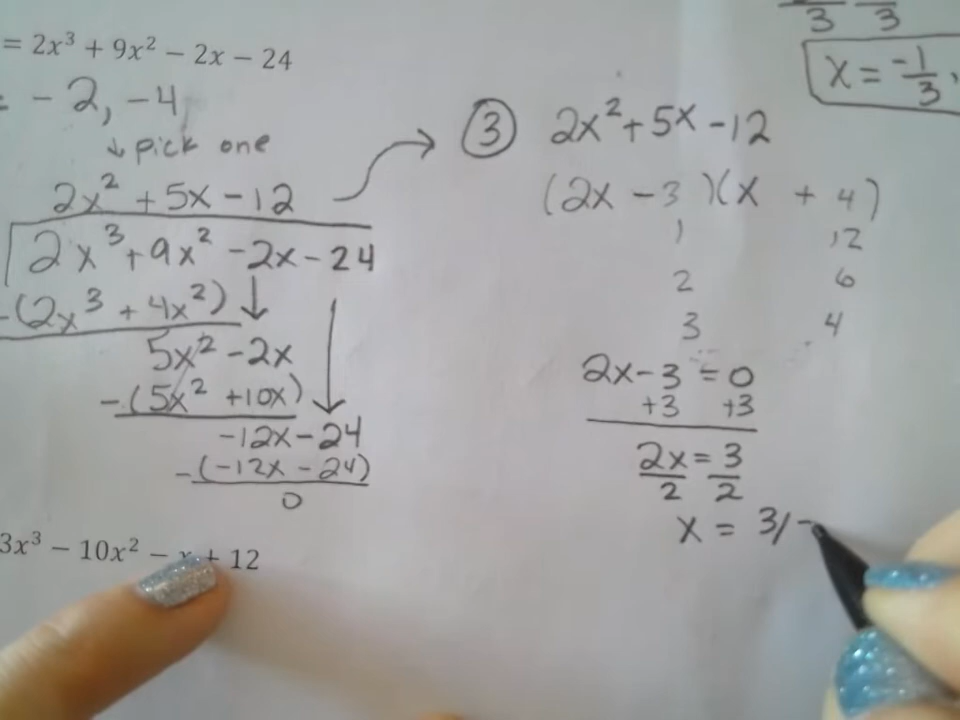 = 2x³ + 9x² − 2x − 24
= -2, -4
↓ pick one
2x² + 5x - 12
2x³ + 9x² - 2x - 24
-(2x³ + 4x²)
5x² - 2x
-(5x² + 10x)
-12x - 24
-(-12x - 24)
0
3x³ − 10x² − x + 12
3 3
x = -1/3,
③ 2x² + 5x - 12
(2x - 3)(x + 4)
1 12
2 6
3 4
2x - 3 = 0
+3 +3
2x = 3
2 2
x = 3/